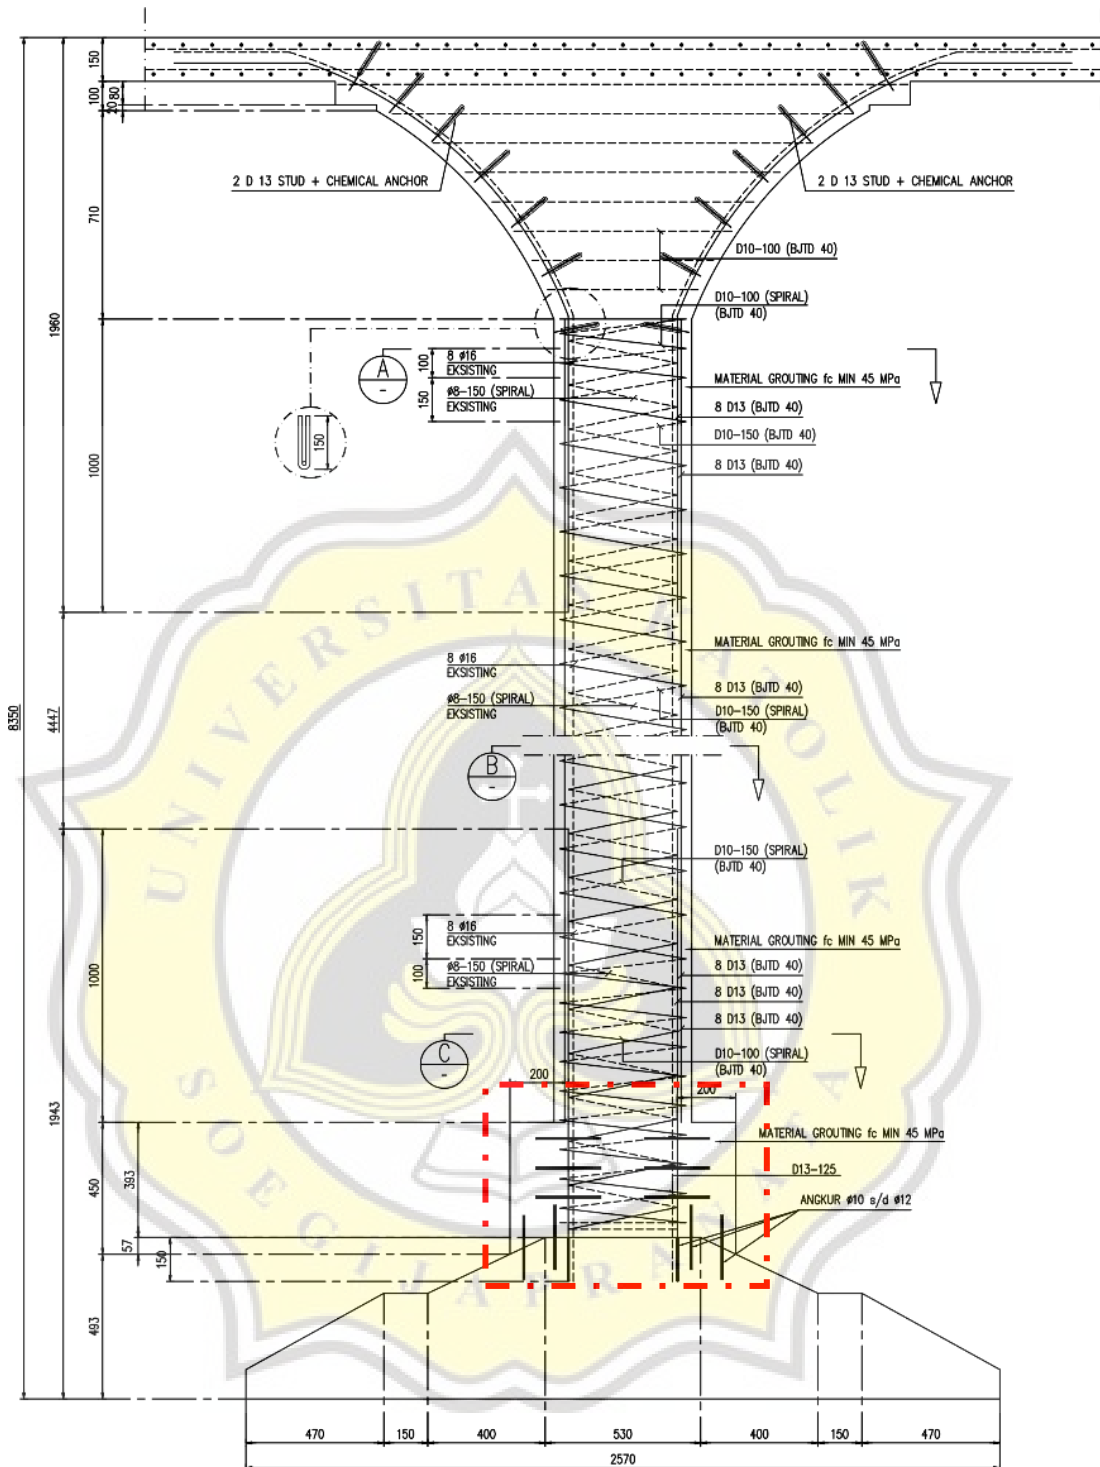 150
100
80
20
2 D 13 STUD + CHEMICAL ANCHOR
2 D 13 STUD + CHEMICAL ANCHOR
710
D10-100 (BJTD 40)
D10-100 (SPIRAL)
(BJTD 40)
1960
A
-
100
8 ø16
EKSISTING
150
ø8-150 (SPIRAL)
EKSISTING
MATERIAL GROUTING fc MIN 45 MPa
8 D13 (BJTD 40)
D10-150 (BJTD 40)
8 D13 (BJTD 40)
150
1000
UNIVERSITAS KATOLIK
SOEGIJAPRANATA
8350
4447
8 ø16
EKSISTING
ø8-150 (SPIRAL)
EKSISTING
MATERIAL GROUTING fc MIN 45 MPa
8 D13 (BJTD 40)
D10-150 (SPIRAL)
(BJTD 40)
B
-
D10-150 (SPIRAL)
(BJTD 40)
1000
150
100
8 ø16
EKSISTING
ø8-150 (SPIRAL)
EKSISTING
MATERIAL GROUTING fc MIN 45 MPa
8 D13 (BJTD 40)
8 D13 (BJTD 40)
8 D13 (BJTD 40)
D10-100 (SPIRAL)
(BJTD 40)
C
-
200
200
1943
450
393
57
150
493
MATERIAL GROUTING fc MIN 45 MPa
D13-125
ANGKUR ø10 s/d ø12
470
150
400
530
400
150
470
2570